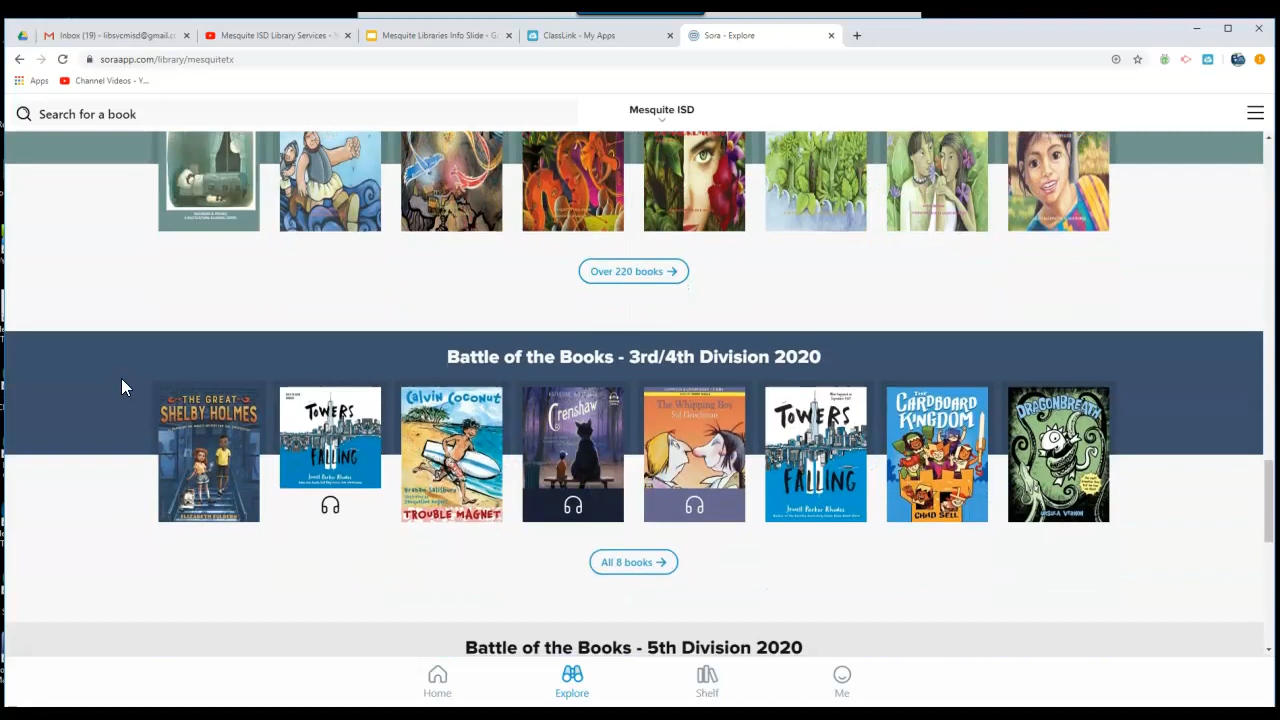 Inbox (19) - libsvcmisd@gmail.c
Mesquite ISD Library Services -
Mesquite Libraries Info Slide - G
ClassLink - My Apps
Sora - Explore
soraapp.com/library/mesquitetx
Apps
Channel Videos - Y...
Search for a book
Mesquite ISD
Over 220 books →
Battle of the Books - 3rd/4th Division 2020
THE GREAT
SHELBY HOLMES
ELIZABETH EULBERG
TOWERS
FALLING
Jewell Parker Rhodes
Calvin Coconut
Graham Salisbury
TROUBLE MAGNET
Crenshaw
The Whipping Boy
Sid Fleischman
TOWERS
FALLING
Jewell Parker Rhodes
THE
CARDBOARD
KINGDOM
CHAD SELL
DRAGONBREATH
URSULA VERNON
All 8 books →
Battle of the Books - 5th Division 2020
Home
Explore
Shelf
Me